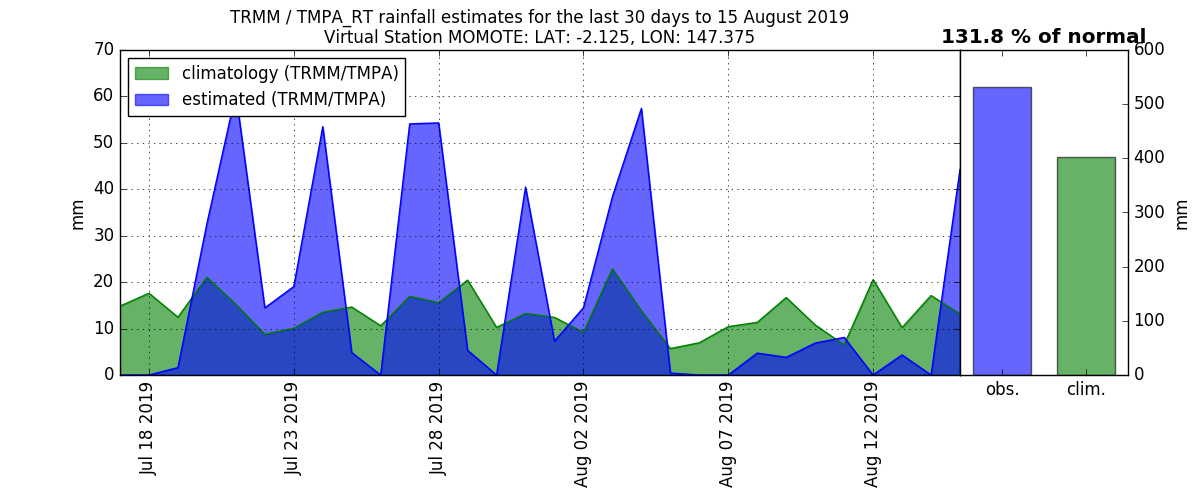 TRMM / TMPA_RT rainfall estimates for the last 30 days to 15 August 2019
Virtual Station MOMOTE: LAT: -2.125, LON: 147.375
131.8 % of normal
climatology (TRMM/TMPA)
estimated (TRMM/TMPA)
70
60
50
40
30
20
10
0
mm
Jul 18 2019
Jul 23 2019
Jul 28 2019
Aug 02 2019
Aug 07 2019
Aug 12 2019
obs.
clim.
600
500
400
300
200
100
0
mm